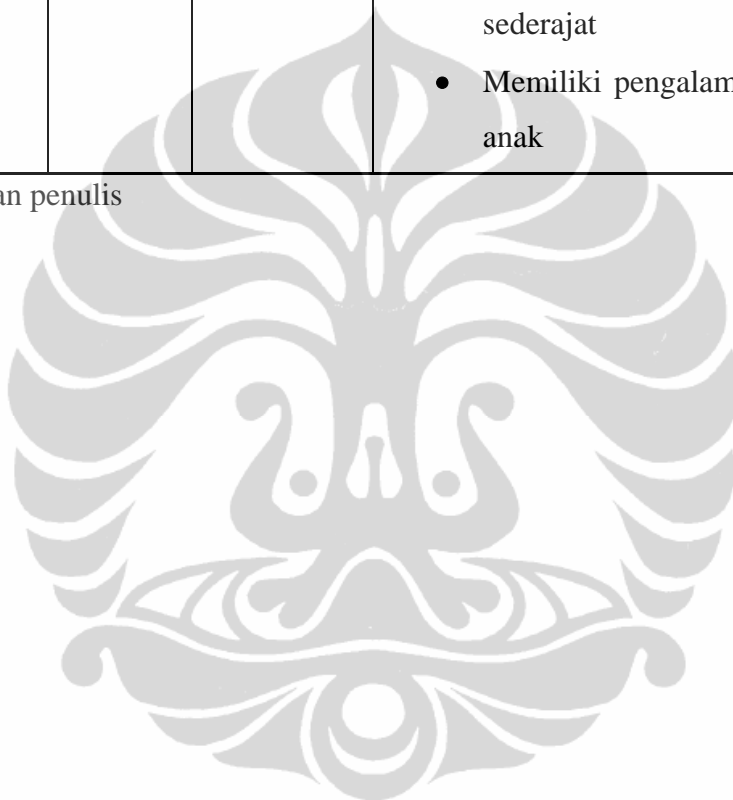 sederajat
• Memiliki pengalam
anak
an penulis